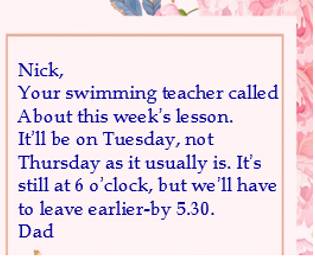 Nick,
Your swimming teacher called
About this week's lesson.
It'll be on Tuesday, not
Thursday as it usually is. It's
still at 6 o'clock, but we'll have
to leave earlier-by 5.30.
Dad